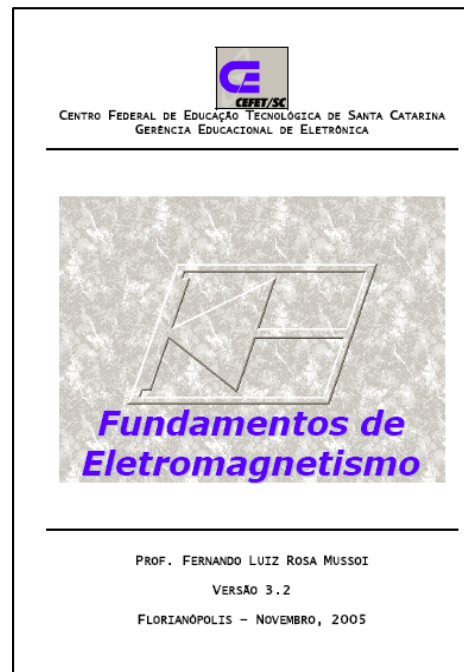 CEFET/SC
CENTRO FEDERAL DE EDUCAÇÃO TECNOLÓGICA DE SANTA CATARINA
GERÊNCIA EDUCACIONAL DE ELETRÔNICA
Fundamentos de
Eletromagnetismo
PROF. FERNANDO LUIZ ROSA MUSSOI
VERSÃO 3.2
FLORIANÓPOLIS – NOVEMBRO, 2005